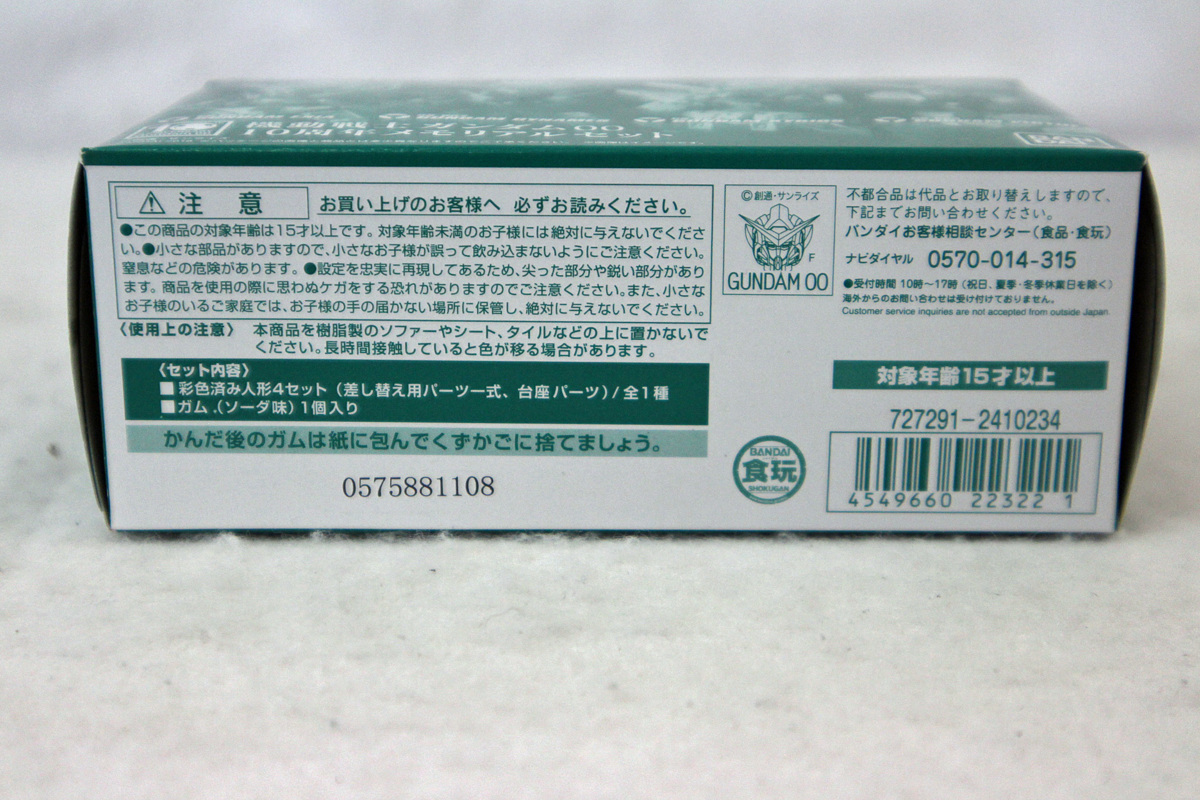 10周年メモリアルセット
注 意
お買い上げのお客様へ 必ずお読みください。
●この商品の対象年齢は15才以上です。対象年齢未満のお子様には絶対に与えないでくださ
い。●小さな部品がありますので、小さなお子様が誤って飲み込まないようにご注意ください。
窒息などの危険があります。●設定を忠実に再現してあるため、尖った部分や鋭い部分があり
ます。商品を使用の際に思わぬケガをする恐れがありますのでご注意ください。また、小さな
お子様のいるご家庭では、お子様の手の届かない場所に保管し、絶対に与えないでください。
〈使用上の注意〉 本商品を樹脂製のソファーやシート、タイルなどの上に置かないで
ください。長時間接触していると色が移る場合があります。
〈セット内容〉
■彩色済み人形4セット（差し替え用パーツ一式、台座パーツ）/全1種
■ガム.（ソーダ味）1個入り
かんだ後のガムは紙に包んでくずかごに捨てましょう。
0575881108
©創通・サンライズ
F
GUNDAM 00
不都合品は代品とお取り替えしますので、
下記までお問い合わせください。
バンダイお客様相談センター（食品・食玩）
ナビダイヤル 0570-014-315
●受付時間 10時〜17時（祝日、夏季・冬季休業日を除く）
海外からのお問い合わせは受け付けておりません。
Customer service inquiries are not accepted from outside Japan.
対象年齢15才以上
727291-2410234
BANDAI
食玩
SHOKUGAN
4549660 22322 1